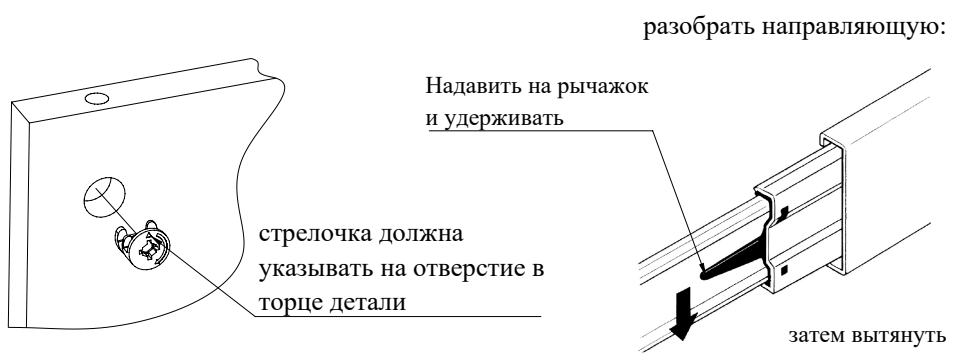 разобрать направляющую:
Надавить на рычажок
и удерживать
стрелочка должна
указывать на отверстие в
торце детали
затем вытянуть